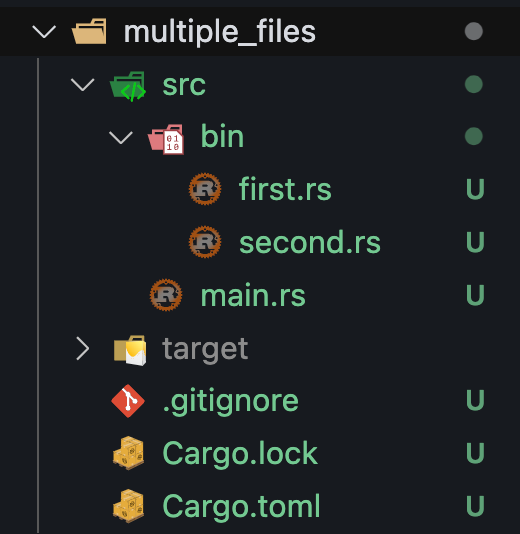 multiple_files
src
bin
first.rs U
second.rs U
main.rs U
target
.gitignore U
Cargo.lock U
Cargo.toml U